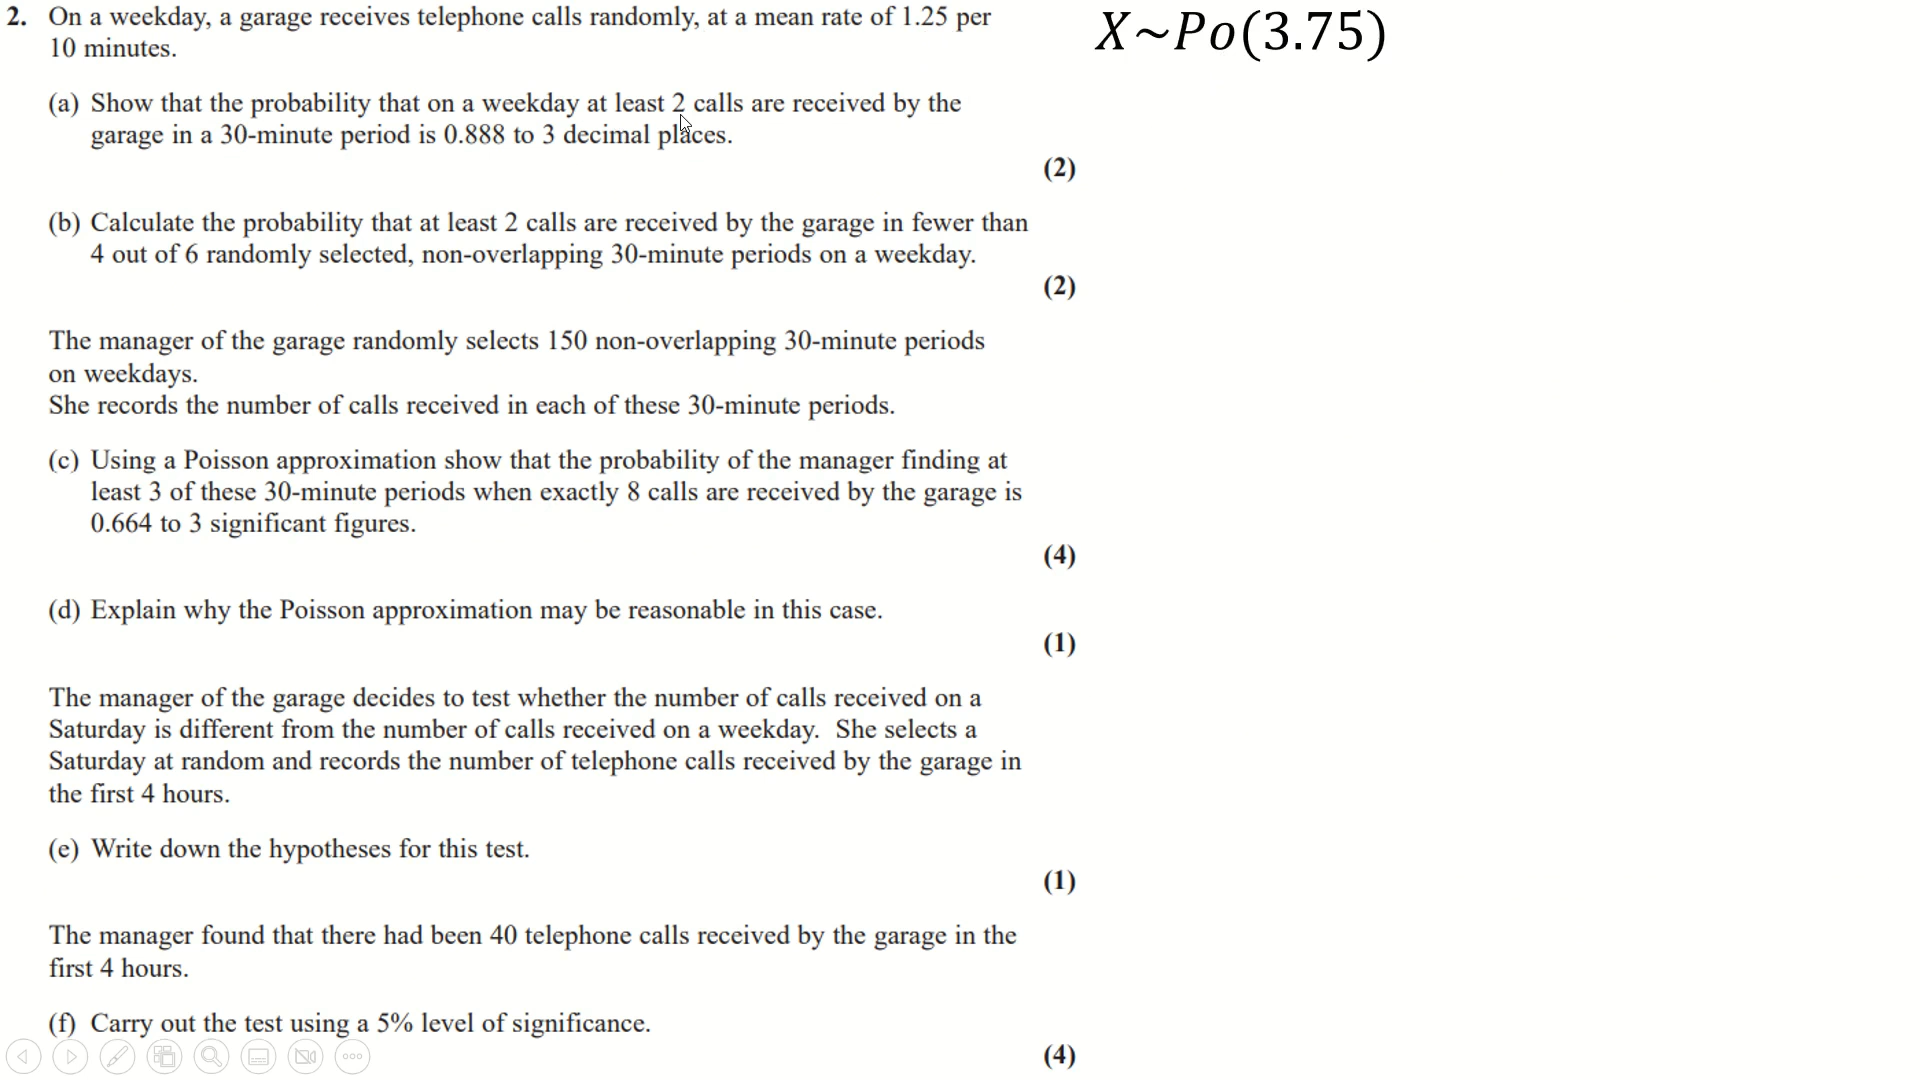 2. On a weekday, a garage receives telephone calls randomly, at a mean rate of 1.25 per
10 minutes.
X~Po(3.75)
(a) Show that the probability that on a weekday at least 2 calls are received by the
garage in a 30-minute period is 0.888 to 3 decimal places.
(2)
(b) Calculate the probability that at least 2 calls are received by the garage in fewer than
4 out of 6 randomly selected, non-overlapping 30-minute periods on a weekday.
(2)
The manager of the garage randomly selects 150 non-overlapping 30-minute periods
on weekdays.
She records the number of calls received in each of these 30-minute periods.
(c) Using a Poisson approximation show that the probability of the manager finding at
least 3 of these 30-minute periods when exactly 8 calls are received by the garage is
0.664 to 3 significant figures.
(4)
(d) Explain why the Poisson approximation may be reasonable in this case.
(1)
The manager of the garage decides to test whether the number of calls received on a
Saturday is different from the number of calls received on a weekday. She selects a
Saturday at random and records the number of telephone calls received by the garage in
the first 4 hours.
(e) Write down the hypotheses for this test.
(1)
The manager found that there had been 40 telephone calls received by the garage in the
first 4 hours.
(f) Carry out the test using a 5% level of significance.
(4)